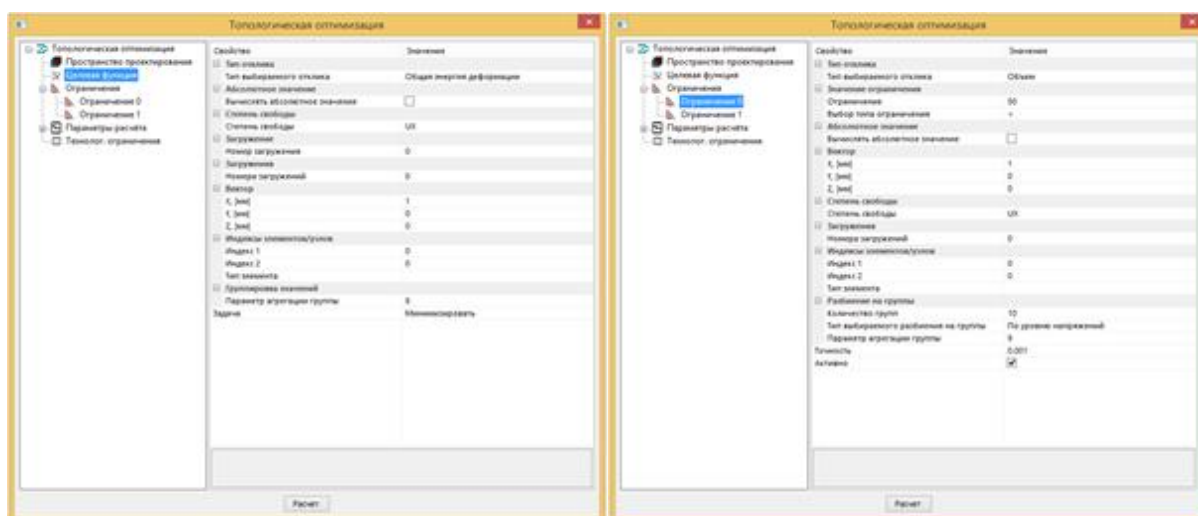 Топологическая оптимизация
Топологическая оптимизация
Пространство проектирования
Целевая функция
Ограничения
Ограничение 0
Ограничение 1
Параметры расчёта
Технолог. ограничения
Свойство Значение
Тип отклика
Тип выбираемого отклика Общая энергия деформации
Абсолютное значение
Вычислять абсолютное значение
Степень свободы
Степень свободы UX
Загружение
Номер загружения 0
Загружения
Номера загружений 0
Вектор
X, [мм] 1
Y, [мм] 0
Z, [мм] 0
Индексы элементов/узлов
Индекс 1 0
Индекс 2 0
Тип элемента
Группировка значений
Параметр агрегации группы
Задача Минимизировать
Расчет
Топологическая оптимизация
Топологическая оптимизация
Пространство проектирования
Целевая функция
Ограничения
Ограничение 0
Ограничение 1
Параметры расчёта
Технолог. ограничения
Свойство Значение
Тип отклика
Тип выбираемого отклика Объем
Значение ограничения
Ограничение 50
Выбор типа ограничения
Абсолютное значение
Вычислять абсолютное значение
Вектор
X, [мм] 1
Y, [мм] 0
Z, [мм] 0
Степень свободы
Степень свободы UX
Загружения
Номера загружений 0
Индексы элементов/узлов
Индекс 1 0
Индекс 2 0
Тип элемента
Разбиение на группы
Количество групп 10
Тип выбираемого разбиения на группы По уровню напряжений
Параметр агрегации группы
Точность 0.001
Активно
Расчет